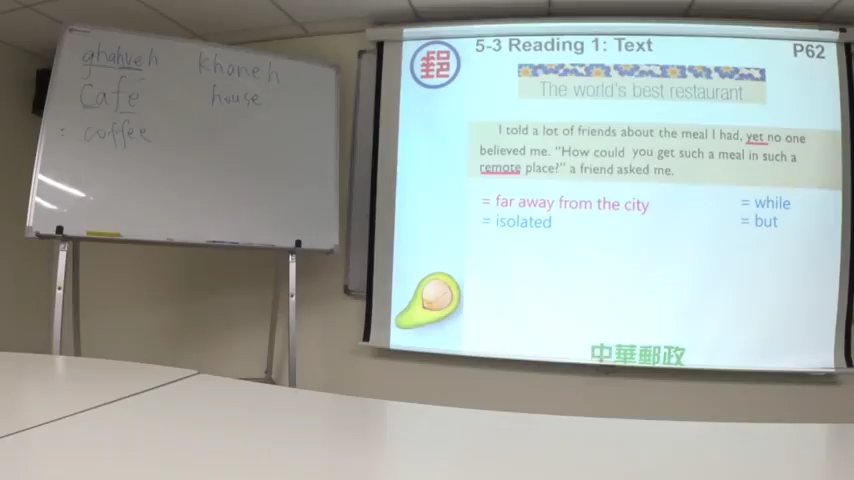 ghahveh khaneh
Café house
: coffee
郵
5-3 Reading 1: Text
P62
The world's best restaurant
I told a lot of friends about the meal I had, yet no one
believed me. "How could you get such a meal in such a
remote place?" a friend asked me.
= far away from the city = while
= isolated = but
中華郵政